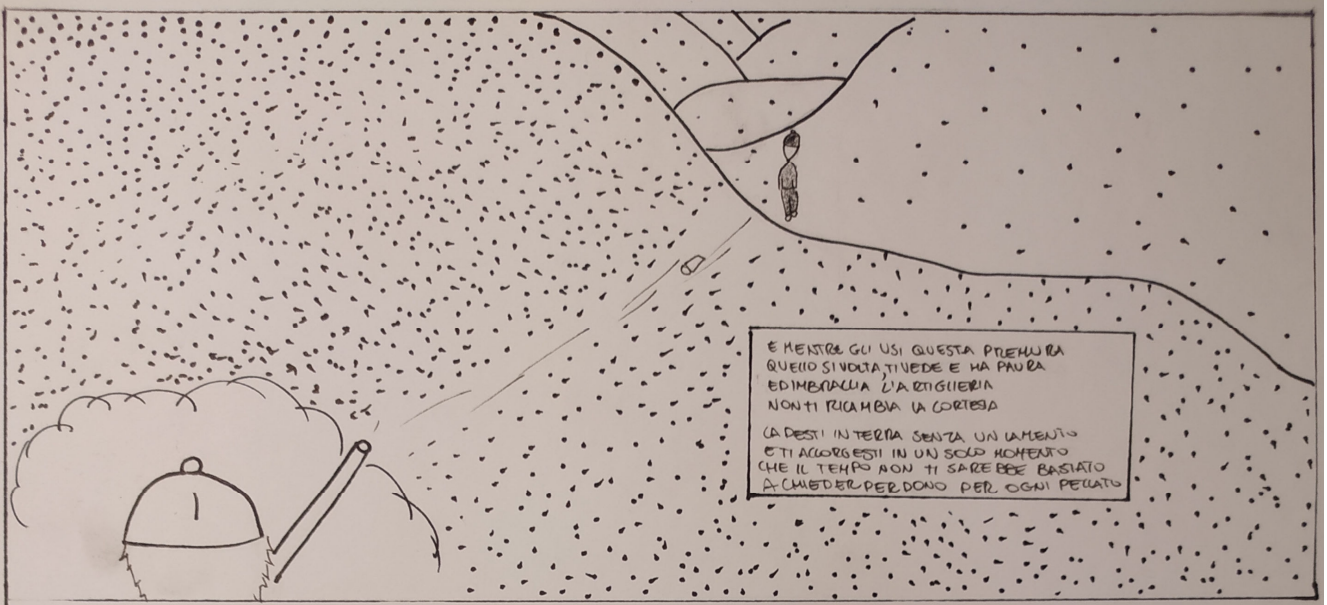 E MENTRE GLI USI QUESTA PREMURA
QUELLO SI VOLTA, TI VEDE E HA PAURA
ED IMBRACCIA L'ARTIGLIERIA
NON TI RICAMBIA LA CORTESIA
CADESTI IN TERRA SENZA UN LAMENTO
E TI ACCORGESTI IN UN SOLO MOMENTO
CHE IL TEMPO NON TI SAREBBE BASTATO
A CHIEDER PERDONO PER OGNI PECCATO